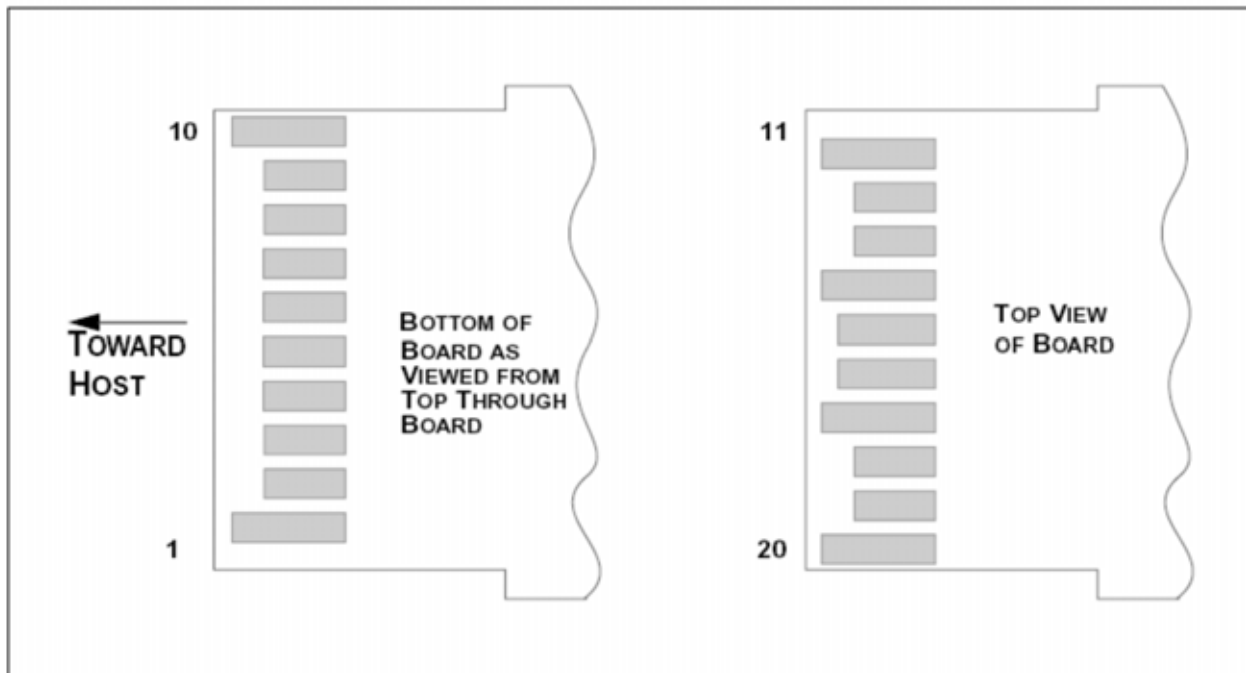 10
1
TOWARD
HOST
BOTTOM OF
BOARD AS
VIEWED FROM
TOP THROUGH
BOARD
11
20
TOP VIEW
OF BOARD